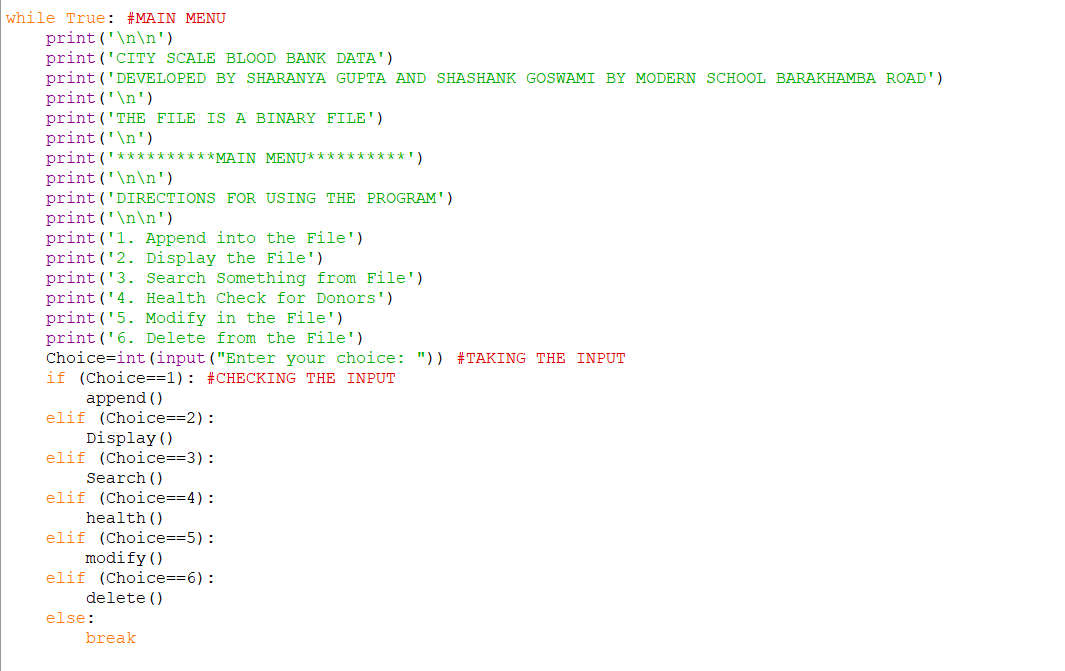 while True: #MAIN MENU
    print('\n\n')
    print('CITY SCALE BLOOD BANK DATA')
    print('DEVELOPED BY SHARANYA GUPTA AND SHASHANK GOSWAMI BY MODERN SCHOOL BARAKHAMBA ROAD')
    print('\n')
    print('THE FILE IS A BINARY FILE')
    print('\n')
    print('**********MAIN MENU**********')
    print('\n\n')
    print('DIRECTIONS FOR USING THE PROGRAM')
    print('\n\n')
    print('1. Append into the File')
    print('2. Display the File')
    print('3. Search Something from File')
    print('4. Health Check for Donors')
    print('5. Modify in the File')
    print('6. Delete from the File')
    Choice=int(input("Enter your choice: ")) #TAKING THE INPUT
    if (Choice==1): #CHECKING THE INPUT
        append()
    elif (Choice==2):
        Display()
    elif (Choice==3):
        Search()
    elif (Choice==4):
        health()
    elif (Choice==5):
        modify()
    elif (Choice==6):
        delete()
    else:
        break